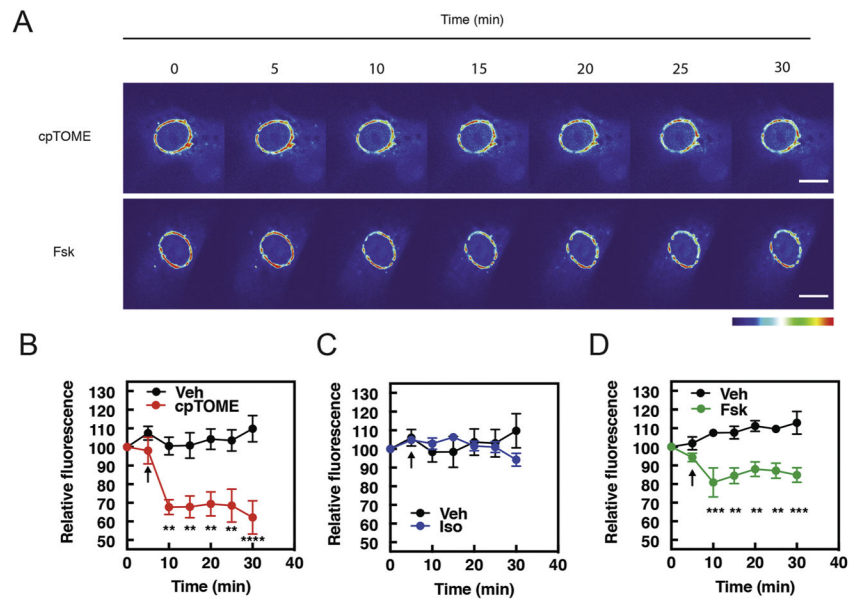 A
Time (min)
0 5 10 15 20 25 30
cpTOME
Fsk
B
Relative fluorescence
130
120
110
100
90
80
70
60
50
Veh
cpTOME
** ** ** ** ****
0 10 20 30 40
Time (min)
C
Relative fluorescence
130
120
110
100
90
80
70
60
50
Veh
Iso
0 10 20 30 40
Time (min)
D
Relative fluorescence
130
120
110
100
90
80
70
60
50
Veh
Fsk
*** ** ** ** ***
0 10 20 30 40
Time (min)